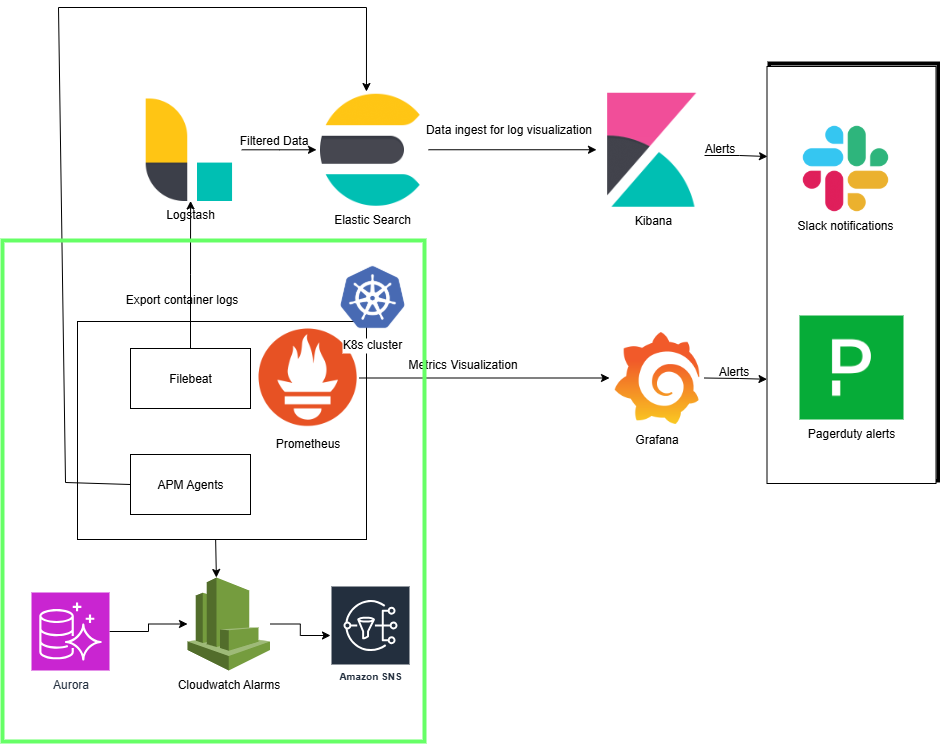 Filtered Data
Data ingest for log visualization
Alerts
Logstash
Elastic Search
Kibana
Slack notifications
Export container logs
K8s cluster
Filebeat
Metrics Visualization
Alerts
Prometheus
Grafana
Pagerduty alerts
APM Agents
Aurora
Cloudwatch Alarms
Amazon SNS